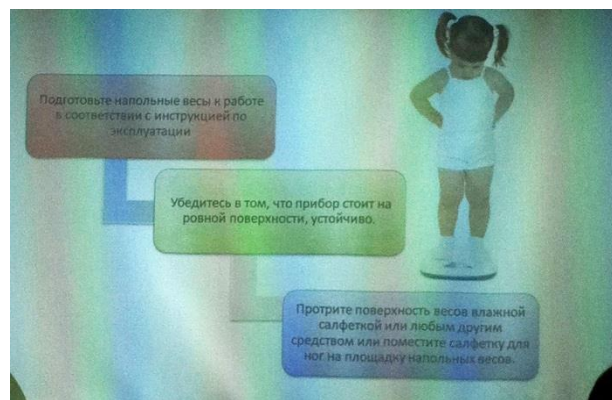 Подготовьте напольные весы к работе
в соответствии с инструкцией по
эксплуатации
Убедитесь в том, что прибор стоит на
ровной поверхности, устойчиво.
Протрите поверхность весов влажной
салфеткой или любым другим
средством или поместите салфетку для
ног на площадку напольных весов.